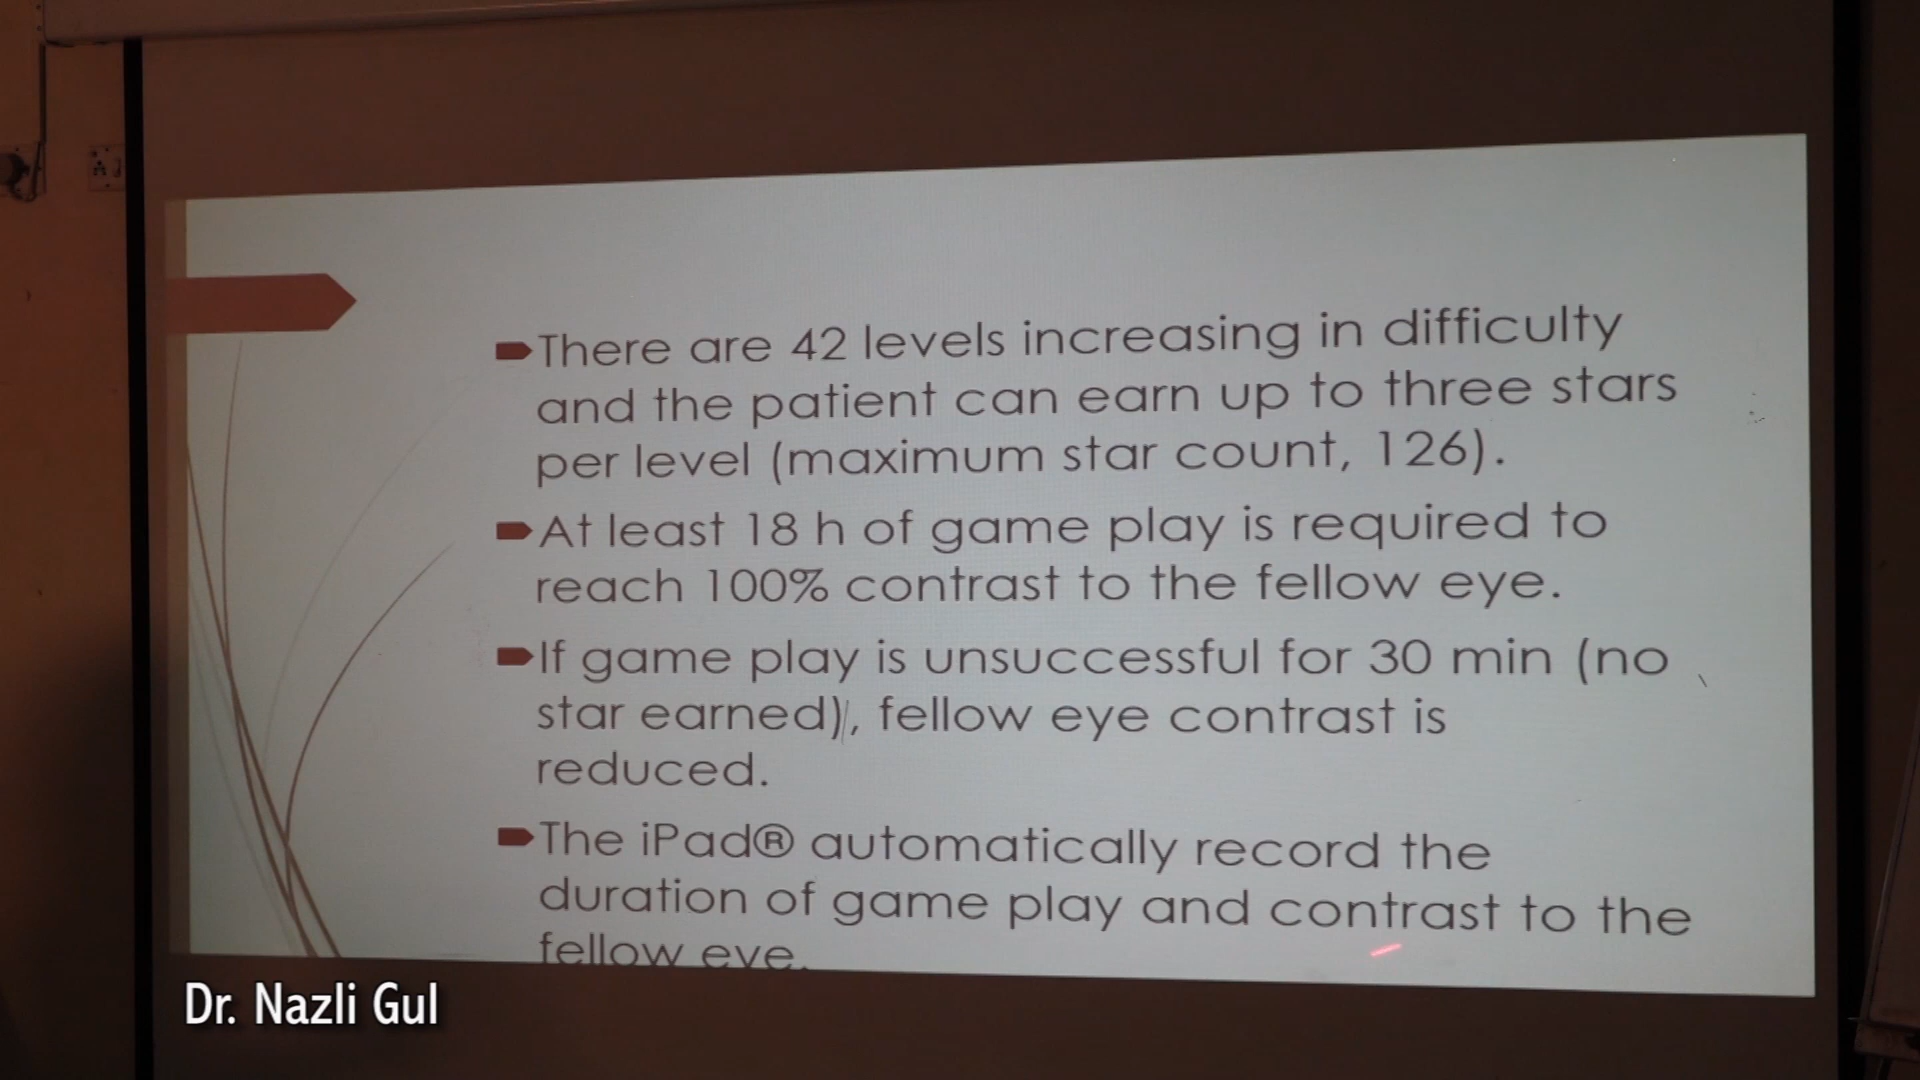 There are 42 levels increasing in difficulty
and the patient can earn up to three stars
per level (maximum star count, 126).
At least 18 h of game play is required to
reach 100% contrast to the fellow eye.
If game play is unsuccessful for 30 min (no
star earned), fellow eye contrast is
reduced.
The iPad® automatically record the
duration of game play and contrast to the
fellow eye.
Dr. Nazli Gul